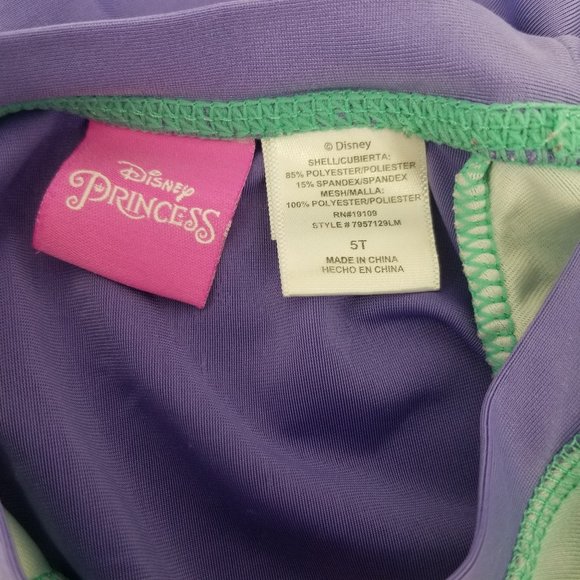 Disney
PRINCESS
© Disney
SHELL/CUBIERTA:
85% POLYESTER/POLIESTER
15% SPANDEX/SPANDEX
MESH/MALLA:
100% POLYESTER/POLIESTER
RN#19109
STYLE # 7957129LM
5T
MADE IN CHINA
HECHO EN CHINA